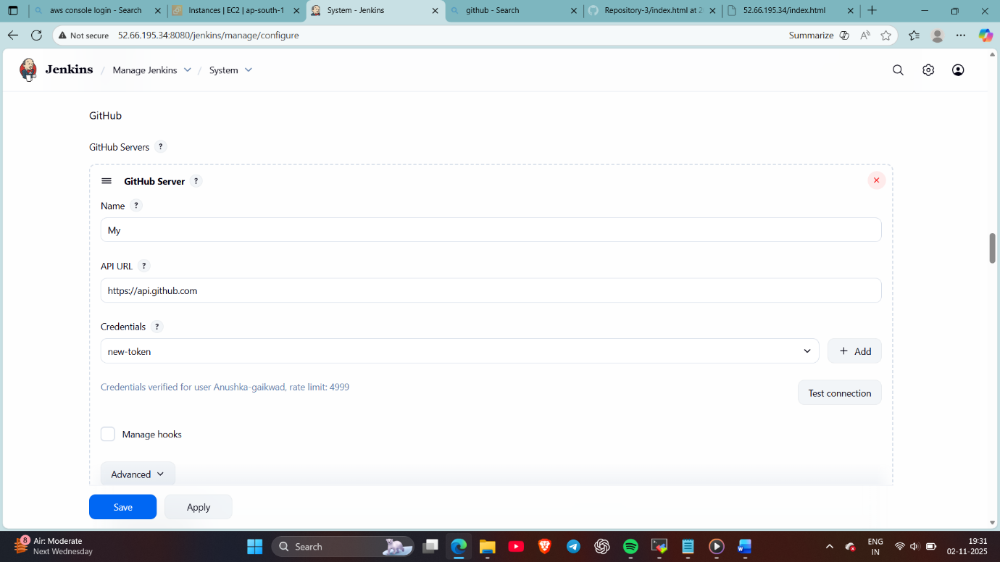 aws console login - Search
Instances | EC2 | ap-south-1
System - Jenkins
github - Search
Repository-3/index.html at 2
52.66.195.34/index.html
Not secure
52.66.195.34:8080/jenkins/manage/configure
Summarize
Jenkins / Manage Jenkins / System
GitHub
GitHub Servers ?
GitHub Server ?
Name ?
My
API URL ?
https://api.github.com
Credentials ?
new-token
+ Add
Credentials verified for user Anushka-gaikwad, rate limit: 4999
Test connection
Manage hooks
Advanced
Save
Apply
8
Air: Moderate
Next Wednesday
Search
ENG
IN
19:31
02-11-2025